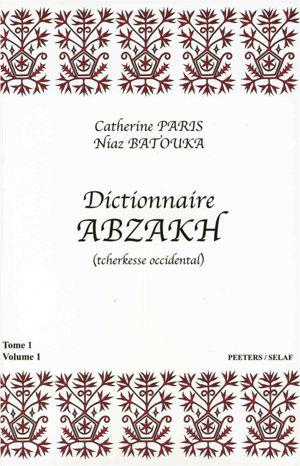 Catherine PARIS
Niaz BATOUKA
Dictionnaire
ABZAKH
(tcherkesse occidental)
Tome 1
Volume 1
PEETERS / SELAF